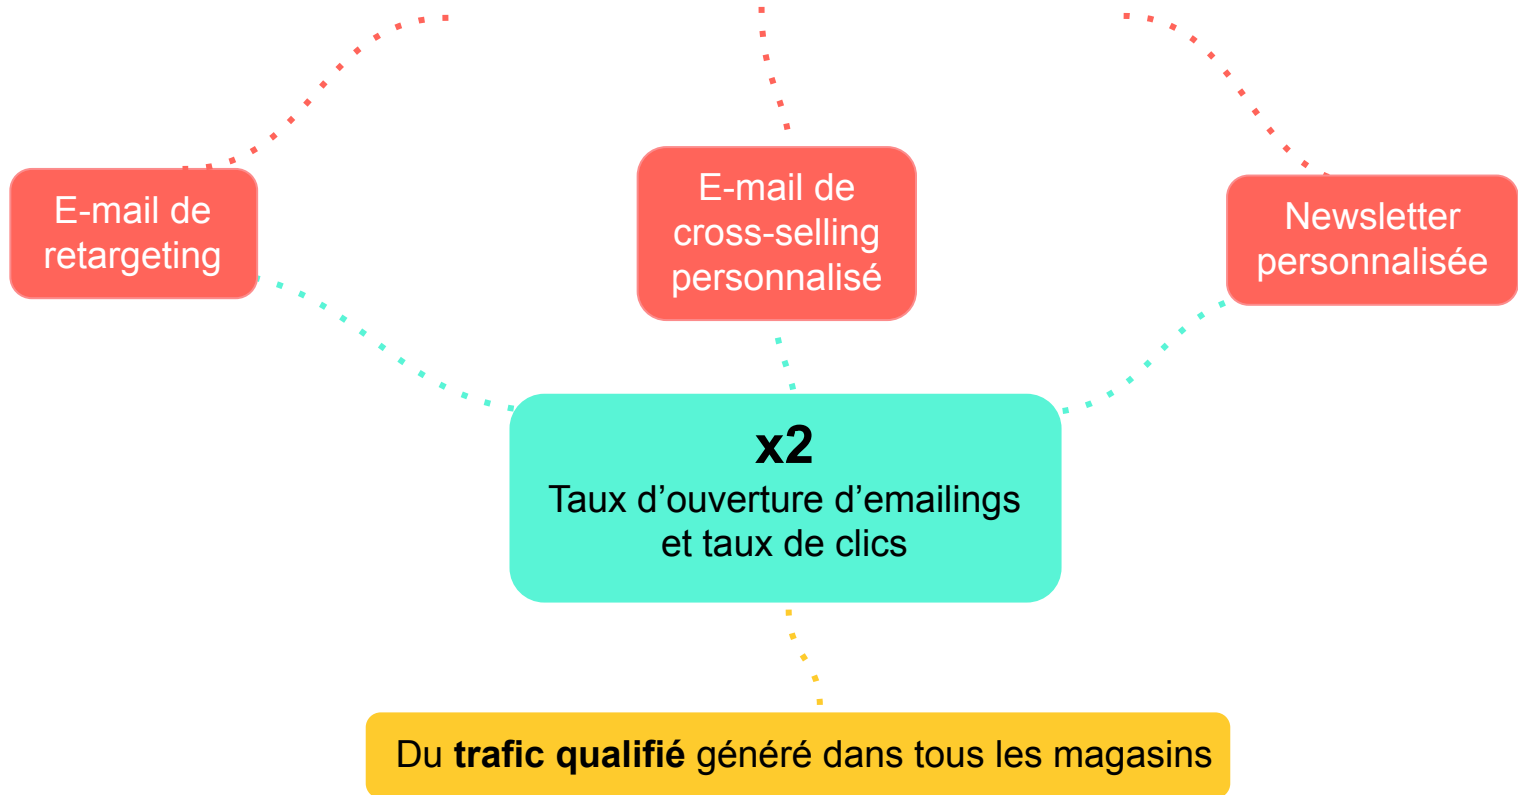 E-mail de
retargeting
E-mail de
cross-selling
personnalisé
Newsletter
personnalisée
x2
Taux d’ouverture d’emailings
et taux de clics
Du trafic qualifié généré dans tous les magasins